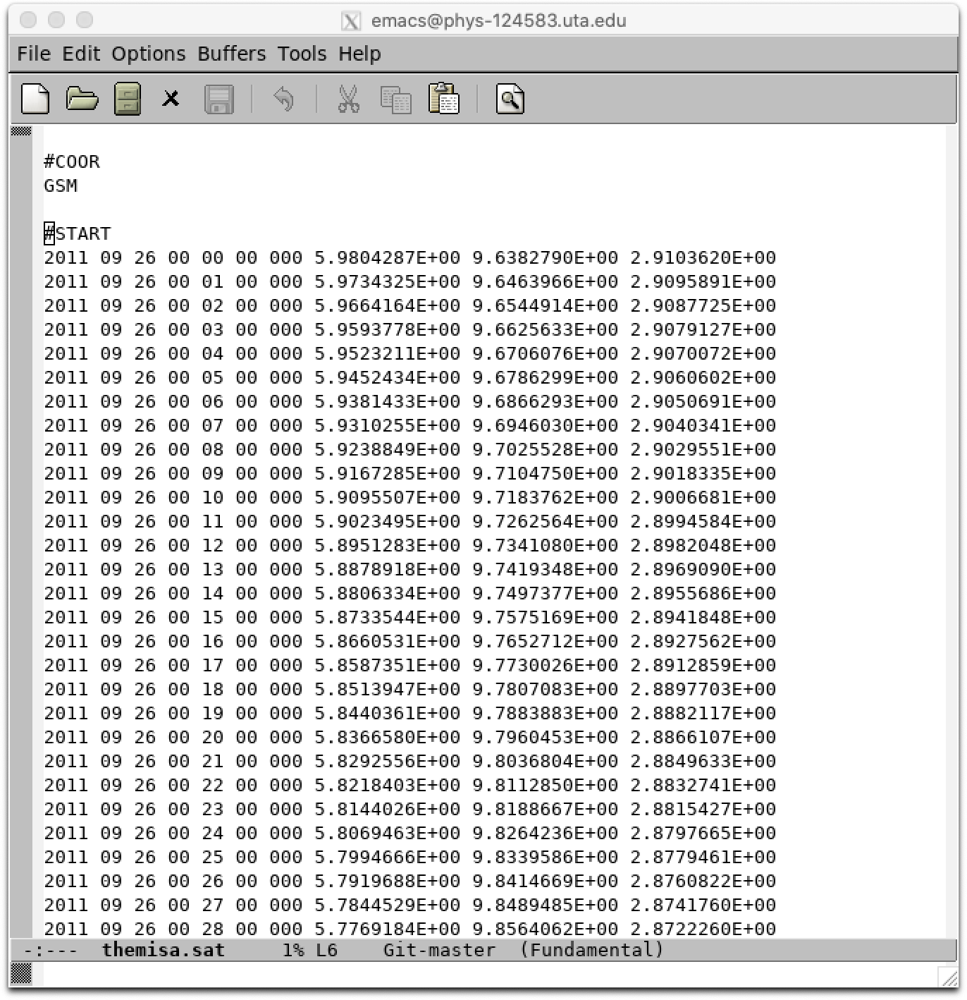 emacs@phys-124583.uta.edu
File Edit Options Buffers Tools Help
#COOR
GSM
#START
2011 09 26 00 00 00 000 5.9804287E+00 9.6382790E+00 2.9103620E+00
2011 09 26 00 01 00 000 5.9734325E+00 9.6463966E+00 2.9095891E+00
2011 09 26 00 02 00 000 5.9664164E+00 9.6544914E+00 2.9087725E+00
2011 09 26 00 03 00 000 5.9593778E+00 9.6625633E+00 2.9079127E+00
2011 09 26 00 04 00 000 5.9523211E+00 9.6706076E+00 2.9070072E+00
2011 09 26 00 05 00 000 5.9452434E+00 9.6786299E+00 2.9060602E+00
2011 09 26 00 06 00 000 5.9381433E+00 9.6866293E+00 2.9050691E+00
2011 09 26 00 07 00 000 5.9310255E+00 9.6946030E+00 2.9040341E+00
2011 09 26 00 08 00 000 5.9238849E+00 9.7025528E+00 2.9029551E+00
2011 09 26 00 09 00 000 5.9167285E+00 9.7104750E+00 2.9018335E+00
2011 09 26 00 10 00 000 5.9095507E+00 9.7183762E+00 2.9006681E+00
2011 09 26 00 11 00 000 5.9023495E+00 9.7262564E+00 2.8994584E+00
2011 09 26 00 12 00 000 5.8951283E+00 9.7341080E+00 2.8982048E+00
2011 09 26 00 13 00 000 5.8878918E+00 9.7419348E+00 2.8969090E+00
2011 09 26 00 14 00 000 5.8806334E+00 9.7497377E+00 2.8955686E+00
2011 09 26 00 15 00 000 5.8733544E+00 9.7575169E+00 2.8941848E+00
2011 09 26 00 16 00 000 5.8660531E+00 9.7652712E+00 2.8927562E+00
2011 09 26 00 17 00 000 5.8587351E+00 9.7730026E+00 2.8912859E+00
2011 09 26 00 18 00 000 5.8513947E+00 9.7807083E+00 2.8897703E+00
2011 09 26 00 19 00 000 5.8440361E+00 9.7883883E+00 2.8882117E+00
2011 09 26 00 20 00 000 5.8366580E+00 9.7960453E+00 2.8866107E+00
2011 09 26 00 21 00 000 5.8292556E+00 9.8036804E+00 2.8849633E+00
2011 09 26 00 22 00 000 5.8218403E+00 9.8112850E+00 2.8832741E+00
2011 09 26 00 23 00 000 5.8144026E+00 9.8188667E+00 2.8815427E+00
2011 09 26 00 24 00 000 5.8069463E+00 9.8264236E+00 2.8797665E+00
2011 09 26 00 25 00 000 5.7994666E+00 9.8339586E+00 2.8779461E+00
2011 09 26 00 26 00 000 5.7919688E+00 9.8414669E+00 2.8760822E+00
2011 09 26 00 27 00 000 5.7844529E+00 9.8489485E+00 2.8741760E+00
2011 09 26 00 28 00 000 5.7769184E+00 9.8564062E+00 2.8722260E+00
-:--- themisa.sat 1% L6 Git-master (Fundamental)